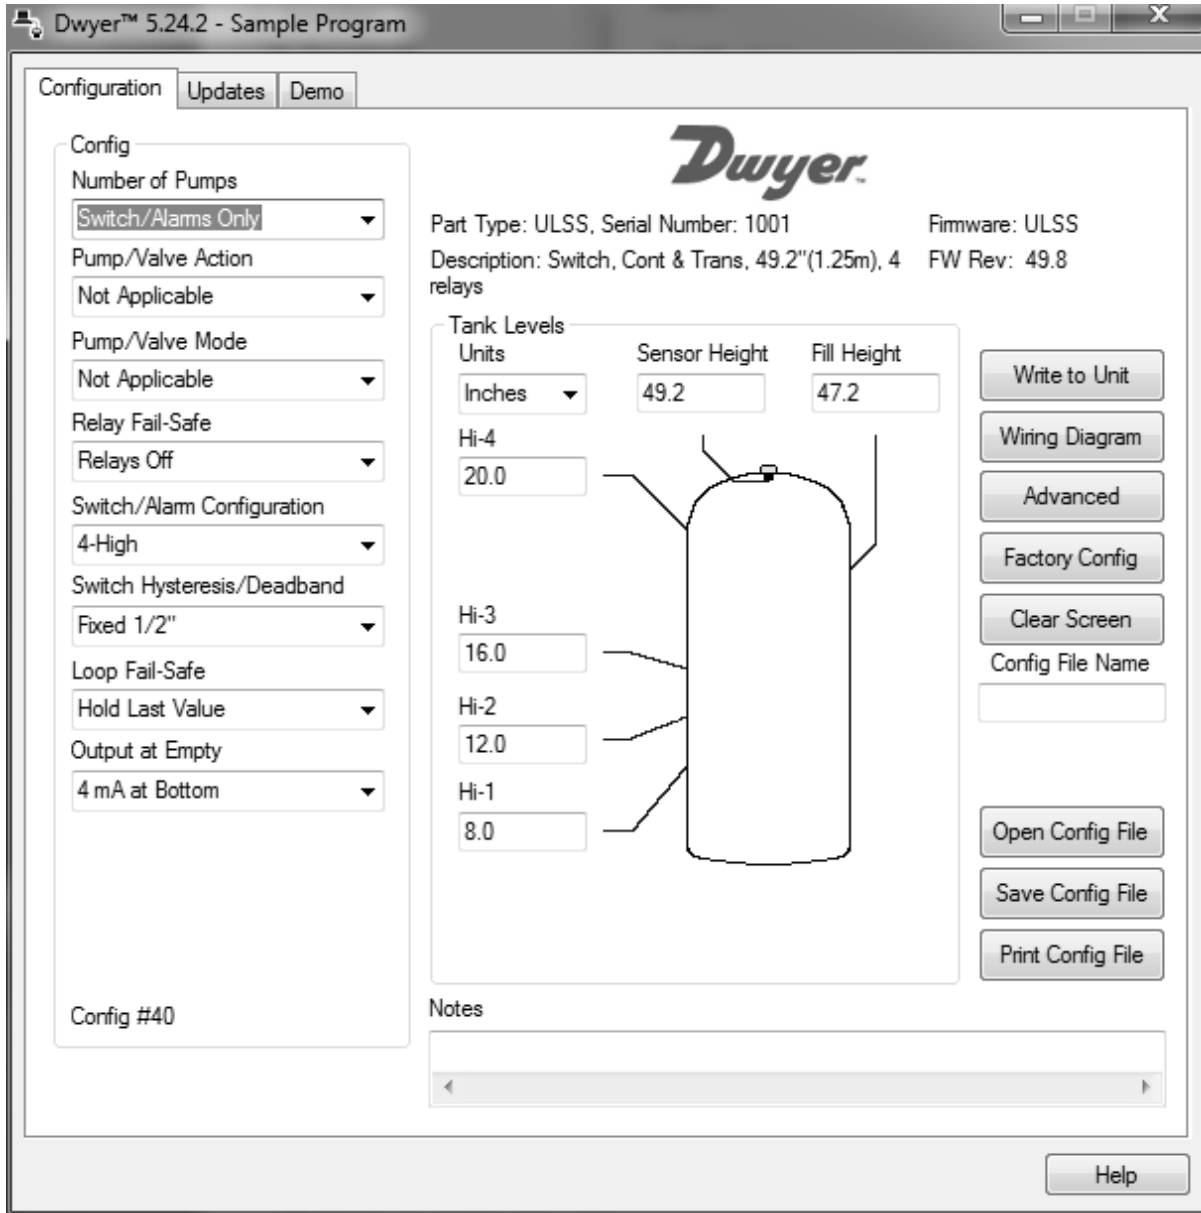 Dwyer™ 5.24.2 - Sample Program
Configuration Updates Demo
Config
Number of Pumps
Switch/Alarms Only
Pump/Valve Action
Not Applicable
Pump/Valve Mode
Not Applicable
Relay Fail-Safe
Relays Off
Switch/Alarm Configuration
4-High
Switch Hysteresis/Deadband
Fixed 1/2"
Loop Fail-Safe
Hold Last Value
Output at Empty
4 mA at Bottom
Config #40
Dwyer™
Part Type: ULSS, Serial Number: 1001
Firmware: ULSS
Description: Switch, Cont & Trans, 49.2"(1.25m), 4
relays
FW Rev: 49.8
Tank Levels
Units Sensor Height Fill Height
Inches 49.2 47.2
Hi-4
20.0
Hi-3
16.0
Hi-2
12.0
Hi-1
8.0
Write to Unit
Wiring Diagram
Advanced
Factory Config
Clear Screen
Config File Name
Open Config File
Save Config File
Print Config File
Notes
Help